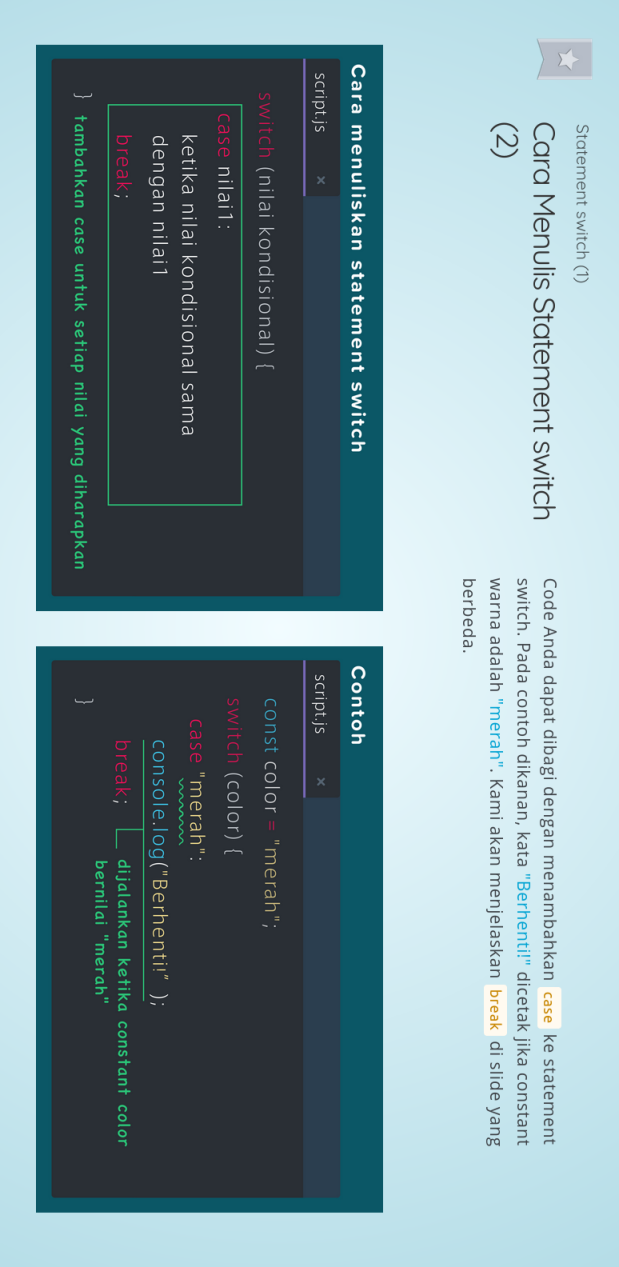 Statement switch (1)
Cara Menulis Statement switch
(2)
Code Anda dapat dibagi dengan menambahkan case ke statement
switch. Pada contoh dikanan, kata "Berhenti!" dicetak jika constant
warna adalah "merah". Kami akan menjelaskan break di slide yang
berbeda.
Cara menuliskan statement switch
script.js ×
switch (nilai kondisional) {
case nilai1:
ketika nilai kondisional sama
dengan nilai1
break;
} tambahkan case untuk setiap nilai yang diharapkan
Contoh
script.js ×
const color = "merah";
switch (color) {
case "merah":
console.log("Berhenti!" );
break; dijalankan ketika constant color
bernilai "merah"
}